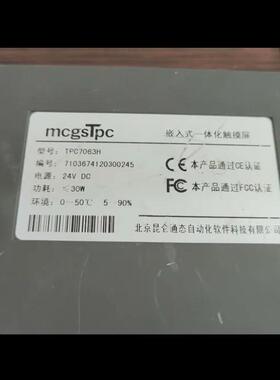 mcgsTpc
嵌入式一体化触摸屏
型号: TPC7063H
编号: 7103674120300245
电源: 24V DC
功耗: ≤30W
环境: 0—50℃ 5—90%
CE 本产品通过CE认证
FCC 本产品通过FCC认证
北京昆仑通态自动化软件科技有限公司